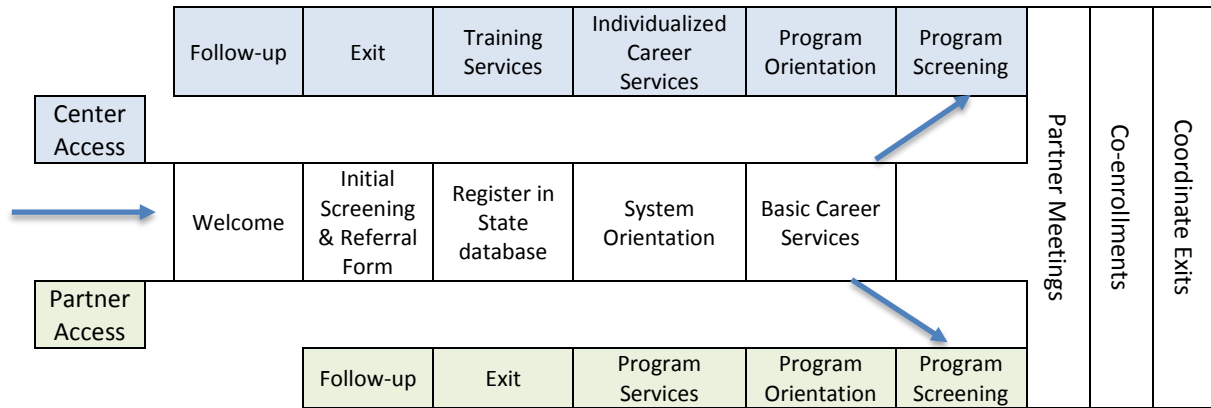 Follow-up
Exit
Training
Services
Individualized
Career
Services
Program
Orientation
Program
Screening
Center
Access
Welcome
Initial
Screening
& Referral
Form
Register in
State
database
System
Orientation
Basic Career
Services
Partner
Access
Follow-up
Exit
Program
Services
Program
Orientation
Program
Screening
Partner Meetings
Co-enrollments
Coordinate Exits